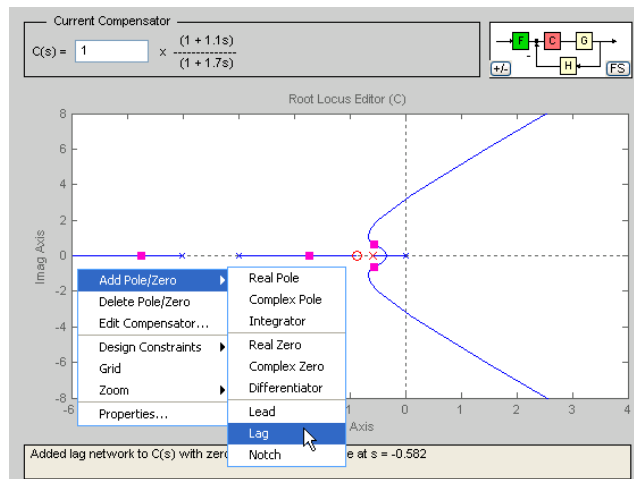 Current Compensator
C(s) = 1 x (1 + 1.1s)
(1 + 1.7s)
F C G
-
H
+/- FS
Root Locus Editor (C)
8
6
4
2
0
-2
-4
-6
-8
Imag Axis
-6 1 0 1 2 3 4
Axis
Add Pole/Zero
Delete Pole/Zero
Edit Compensator...
Design Constraints
Grid
Zoom
Properties...
Real Pole
Complex Pole
Integrator
Real Zero
Complex Zero
Differentiator
Lead
Lag
Notch
Added lag network to C(s) with zero e at s = -0.582